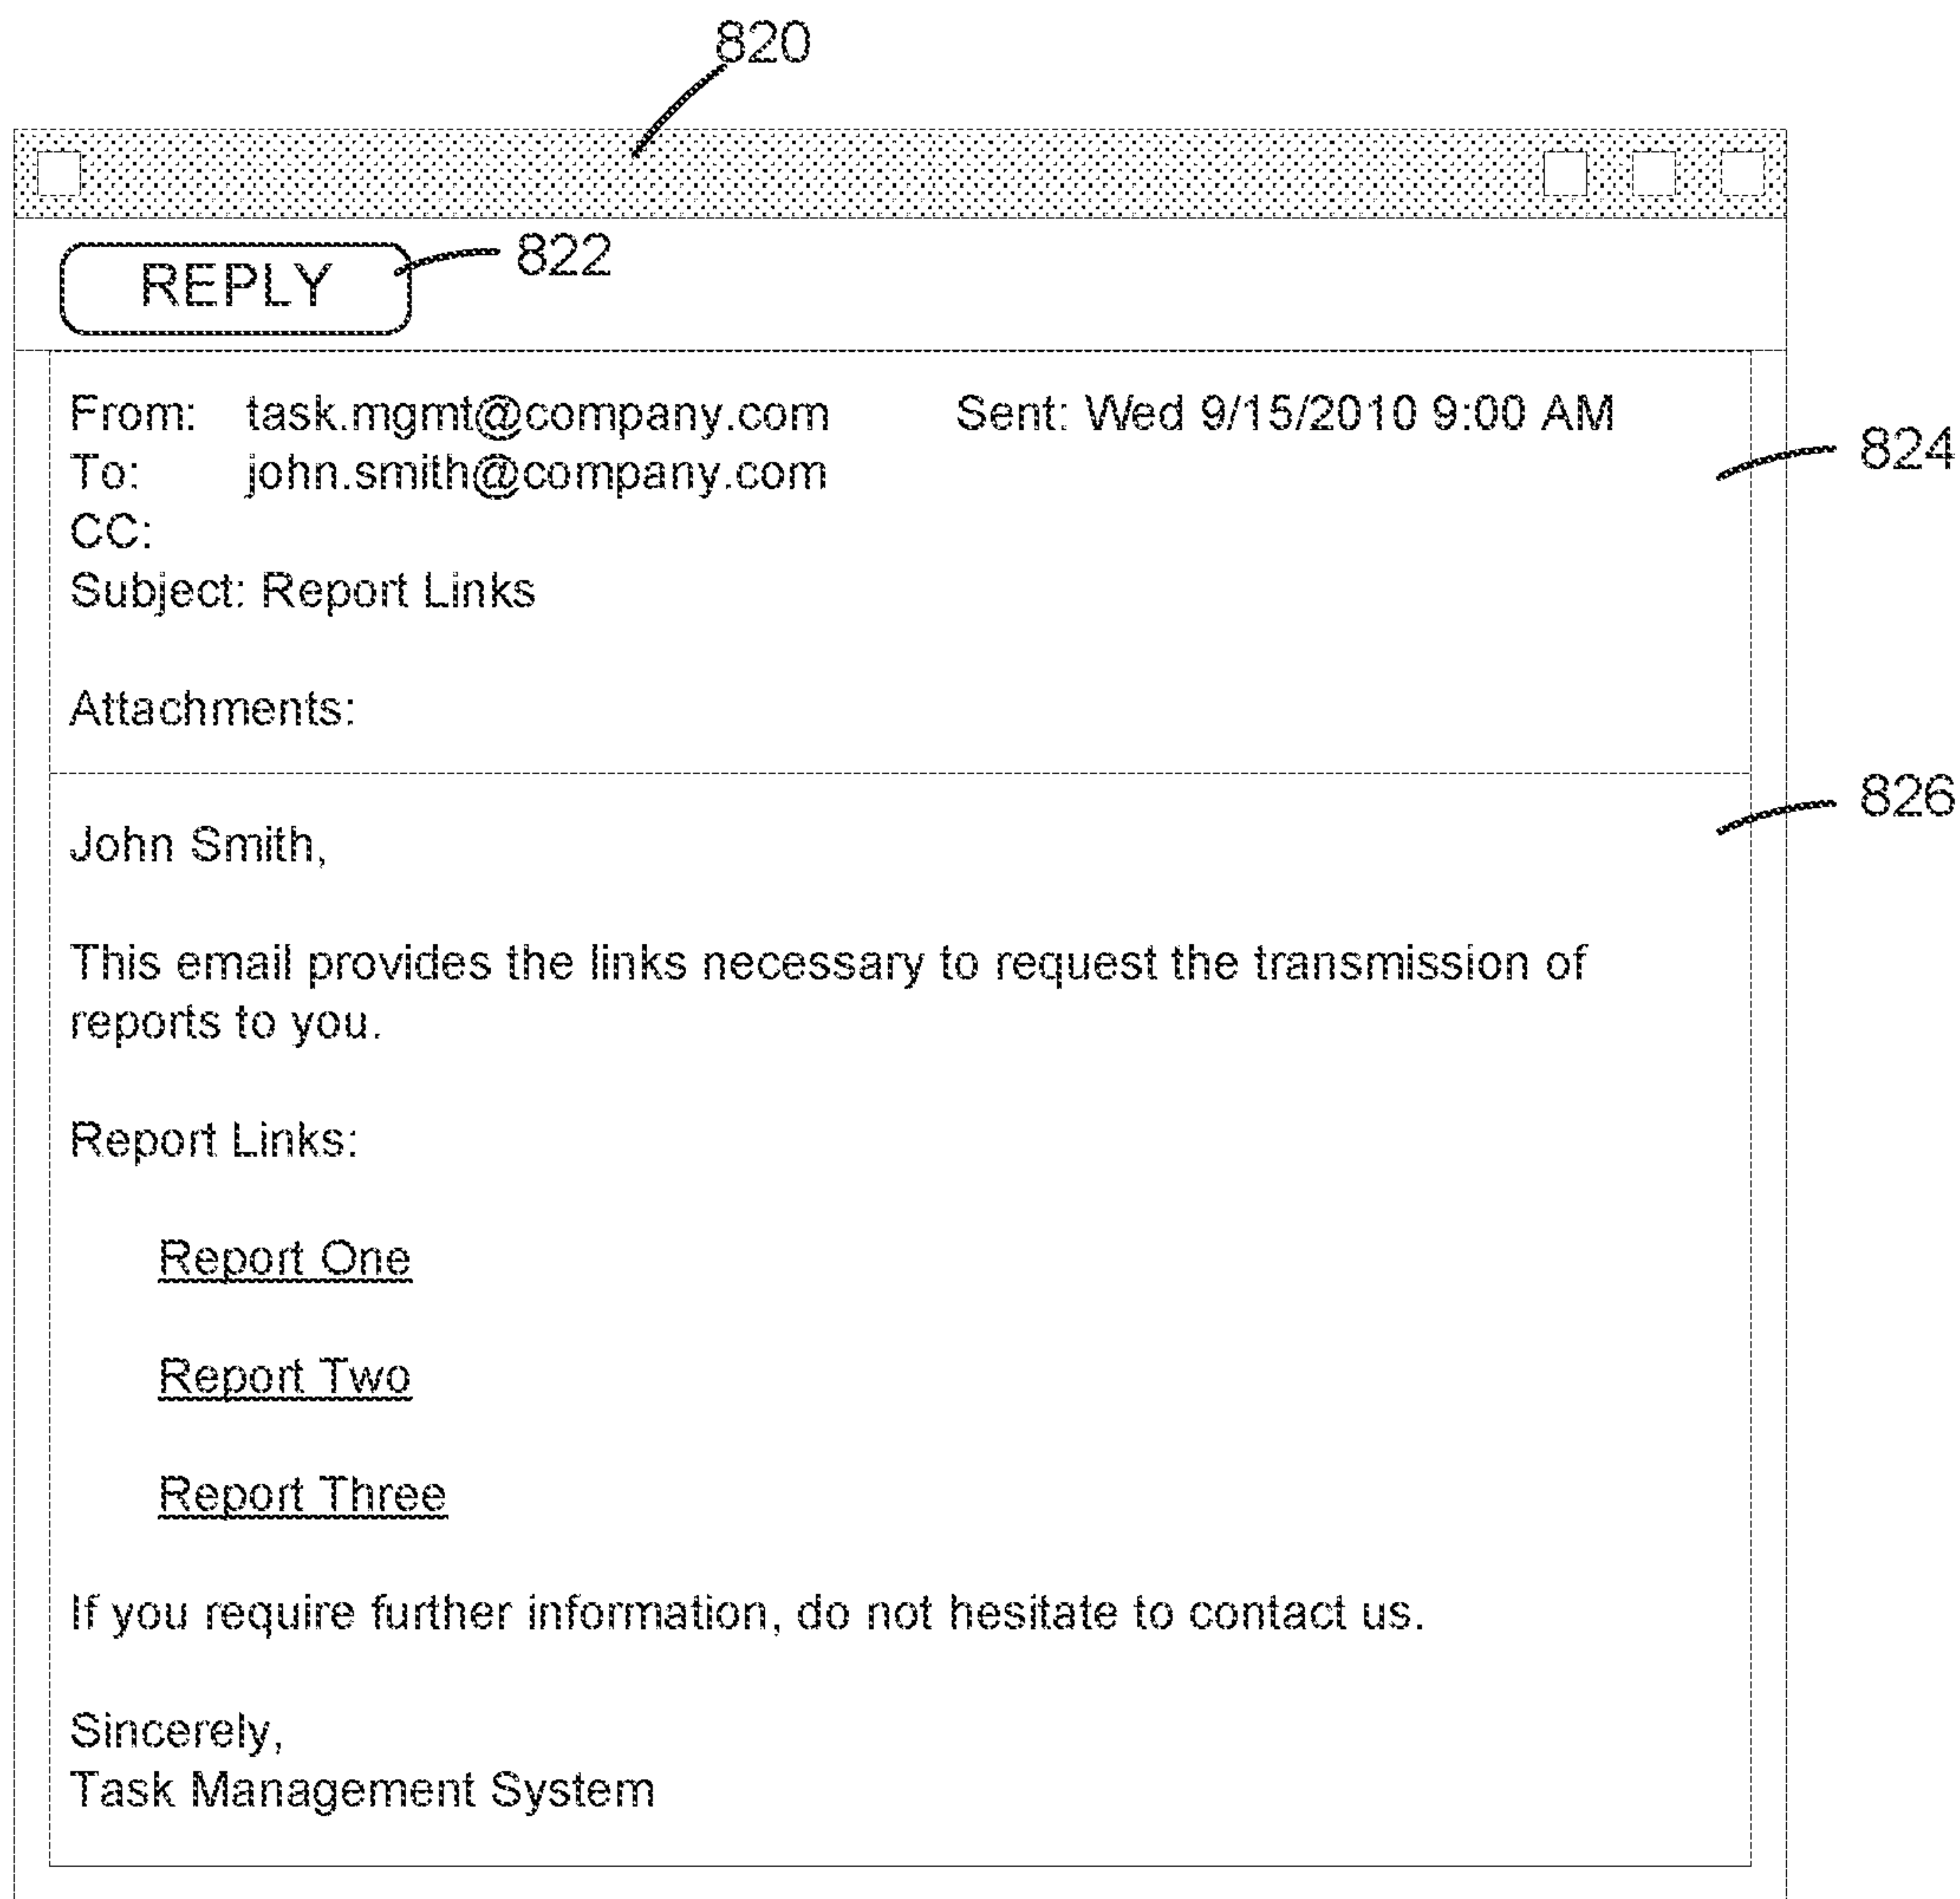 820
REPLY 822
From: task.mgmt@company.com Sent: Wed 9/15/2010 9:00 AM
824
To: john.smith@company.com
CC:
Subject: Report Links
Attachments:
826
John Smith,
This email provides the links necessary to request the transmission of
reports to you.
Report Links:
Report One
Report Two
Report Three
If you require further information, do not hesitate to contact us.
Sincerely,
Task Management System